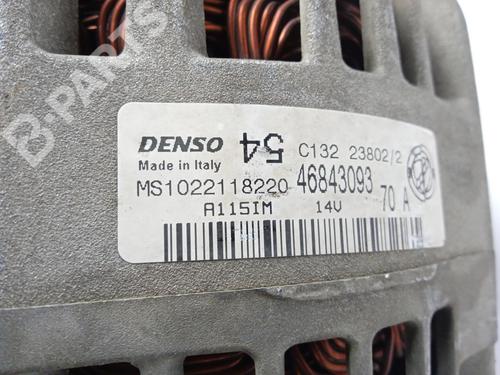 B-PARTS
DENSO 54 C132 23802/2
Made in Italy
MS1022118220 46843093
A115IM 14V 70 A